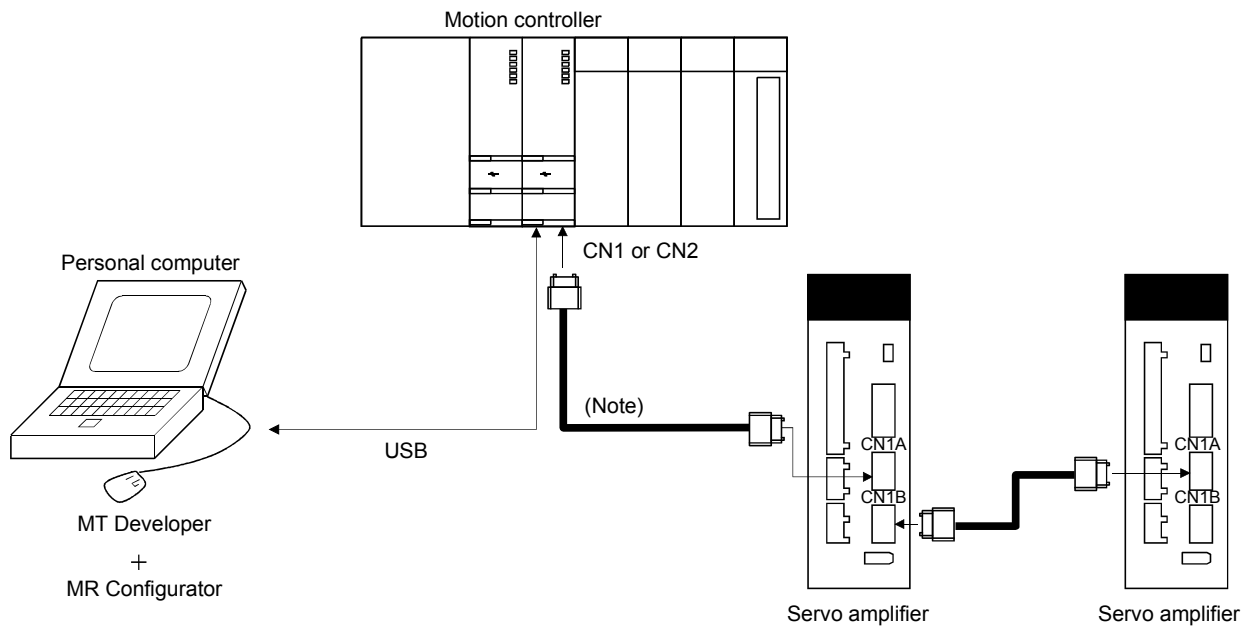 Motion controller
CN1 or CN2
Personal computer
(Note)
USB
CN1A
CN1B
CN1A
CN1B
MT Developer
+
MR Configurator
Servo amplifier
Servo amplifier